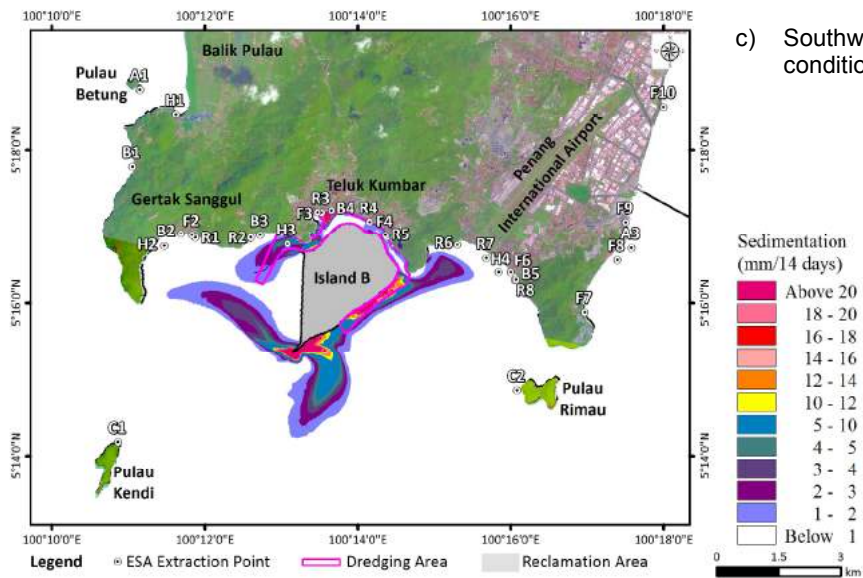 100°10'0"E 100°12'0"E 100°14'0"E 100°16'0"E 100°18'0"E
c) Southw
conditio
Balik Pulau
Pulau
Betung
A1
H1
F10
B1
5°18'0"N
5°18'0"N
Penang
International Airport
Teluk Kumbar
Gertak Sanggul
R3
B4
R4
F3
F4
F9
A3
F8
B2
F2
R1
H2
R2
B3
H3
R5
R6
R7
H4
F6
B5
R8
F7
Island B
5°16'0"N
5°16'0"N
C2
Pulau
Rimau
C1
Pulau
Kendi
5°14'0"N
5°14'0"N
100°10'0"E 100°12'0"E 100°14'0"E 100°16'0"E 100°18'0"E
Sedimentation
(mm/14 days)
Above 20
18 - 20
16 - 18
14 - 16
12 - 14
10 - 12
5 - 10
4 - 5
3 - 4
2 - 3
1 - 2
Below 1
Legend ESA Extraction Point Dredging Area Reclamation Area
0 1.5 3
km